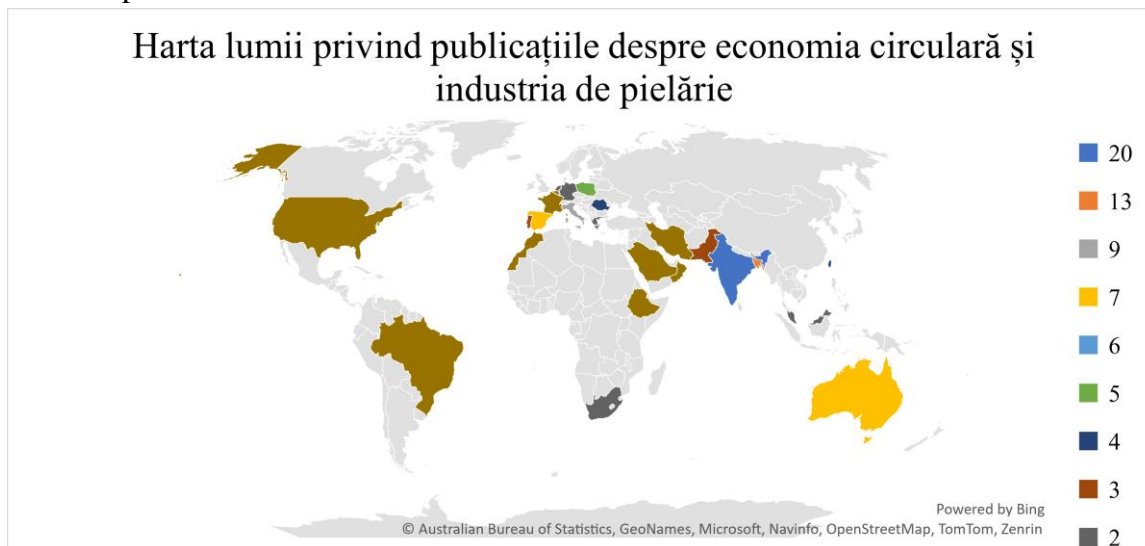 Harta lumii privind publicațiile despre economia circulară și
industria de pielărie
20
13
9
7
6
5
4
3
2
Powered by Bing
© Australian Bureau of Statistics, GeoNames, Microsoft, Navinfo, OpenStreetMap, TomTom, Zenrin